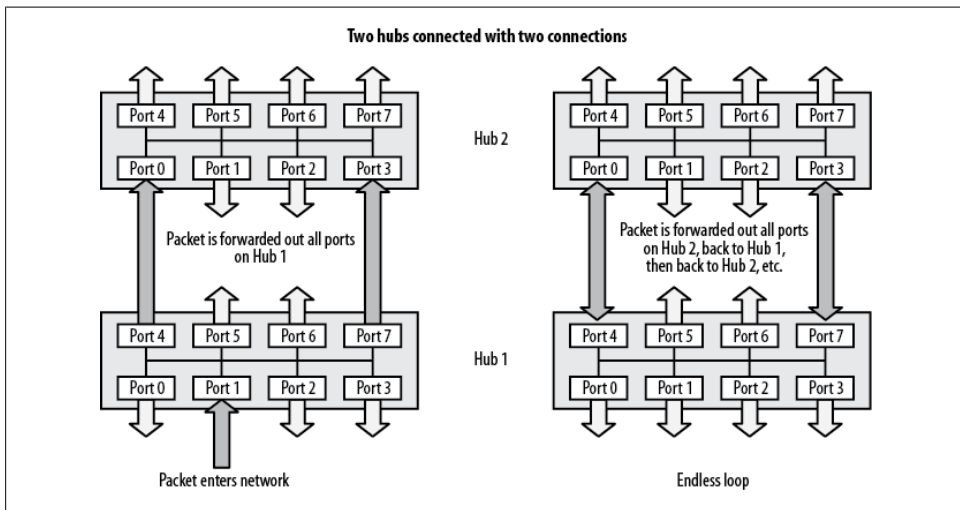 Two hubs connected with two connections
Port 4 Port 5 Port 6 Port 7
Port 0 Port 1 Port 2 Port 3
Packet is forwarded out all ports
on Hub 1
Port 4 Port 5 Port 6 Port 7
Port 0 Port 1 Port 2 Port 3
Packet enters network
Hub 2
Hub 1
Port 4 Port 5 Port 6 Port 7
Port 0 Port 1 Port 2 Port 3
Packet is forwarded out all ports
on Hub 2, back to Hub 1,
then back to Hub 2, etc.
Port 4 Port 5 Port 6 Port 7
Port 0 Port 1 Port 2 Port 3
Endless loop